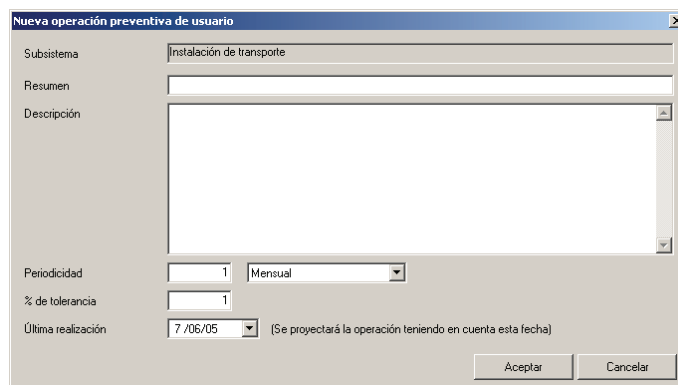 Nueva operación preventiva de usuario
Subsistema Instalación de transporte
Resumen
Descripción
Periodicidad 1 Mensual
% de tolerancia 1
Última realización 7 /06/05 (Se proyectará la operación teniendo en cuenta esta fecha)
Aceptar Cancelar